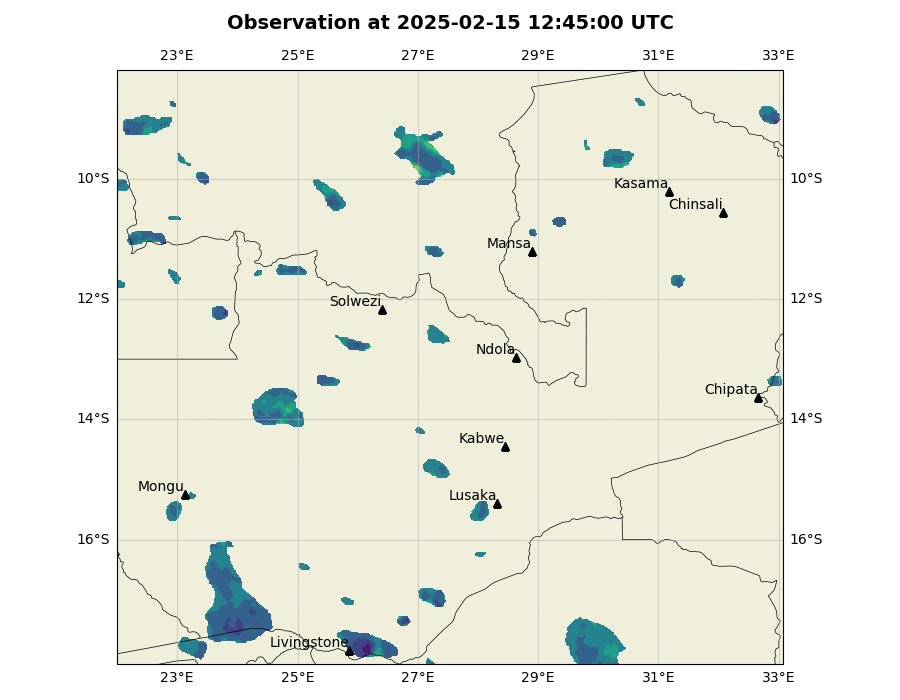 Observation at 2025-02-15 12:45:00 UTC
23°E 25°E 27°E 29°E 31°E 33°E
10°S 10°S
Kasama
Chinsali
Mansa
12°S 12°S
Solwezi
Ndola
Chipata
14°S 14°S
Kabwe
Mongu
Lusaka
16°S 16°S
Livingstone
23°E 25°E 27°E 29°E 31°E 33°E